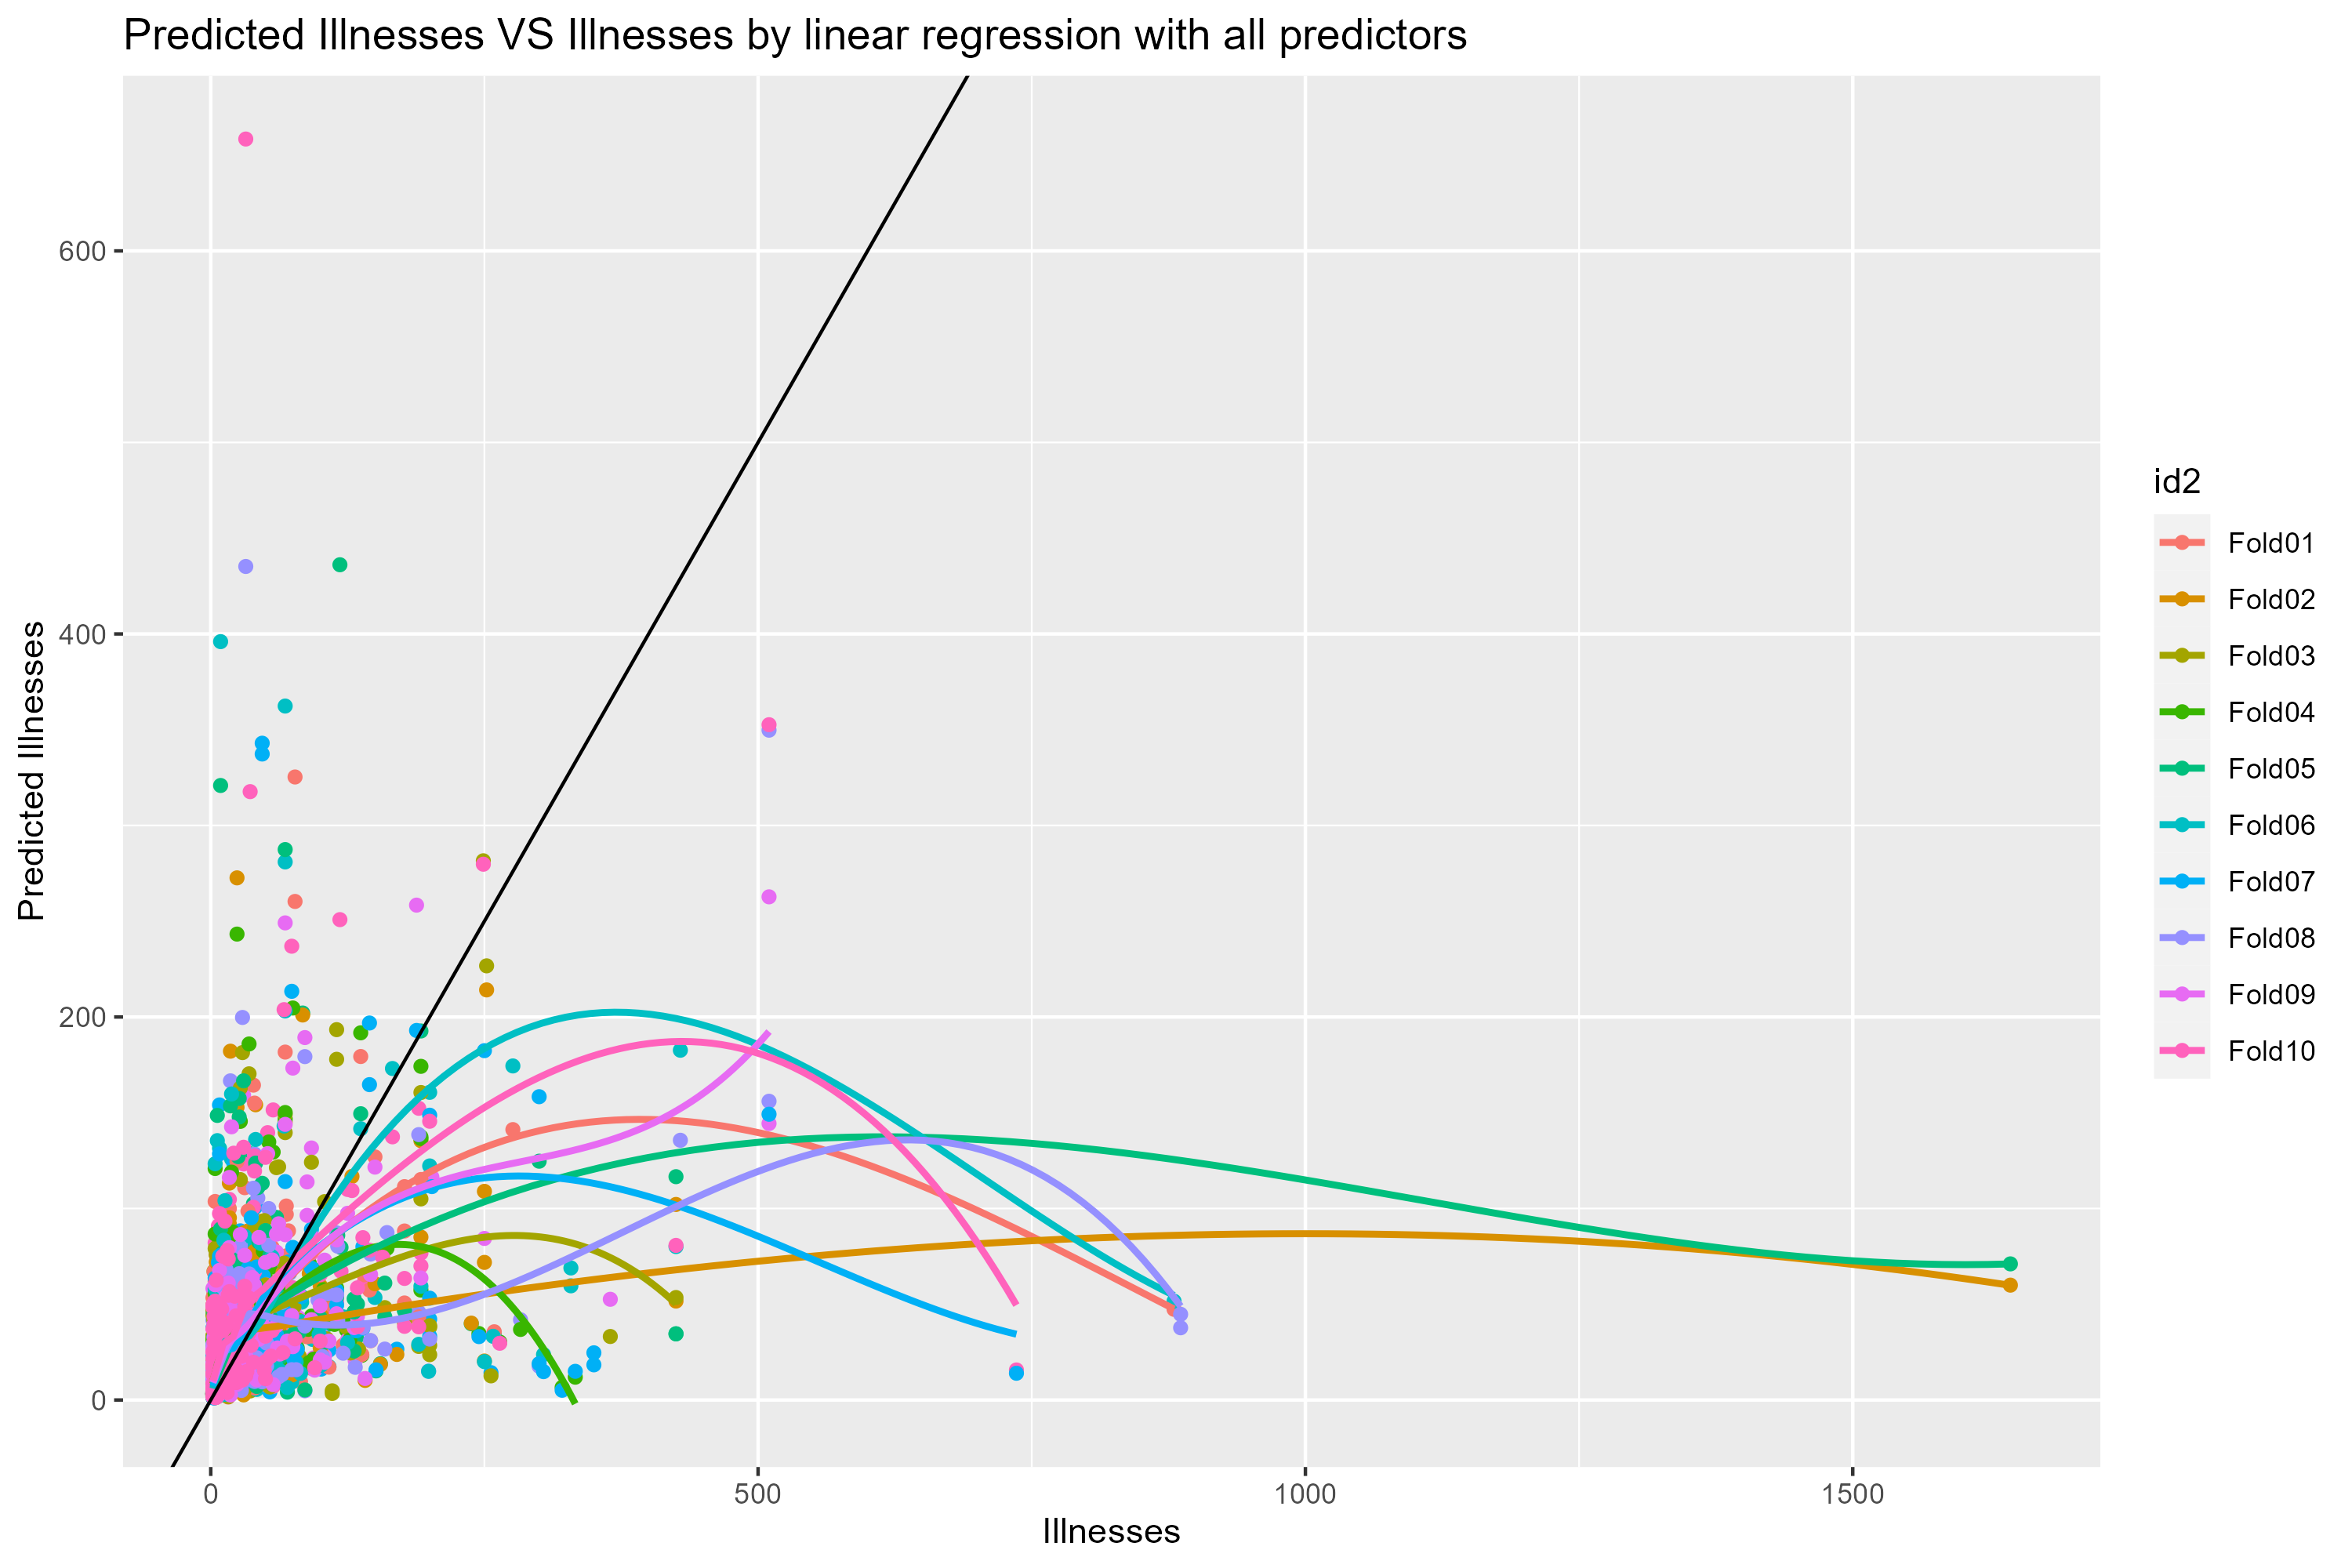 Predicted Illnesses VS Illnesses by linear regression with all predictors
Predicted Illnesses
600
400
200
0
0
500
1000
1500
Illnesses
id2
Fold01
Fold02
Fold03
Fold04
Fold05
Fold06
Fold07
Fold08
Fold09
Fold10